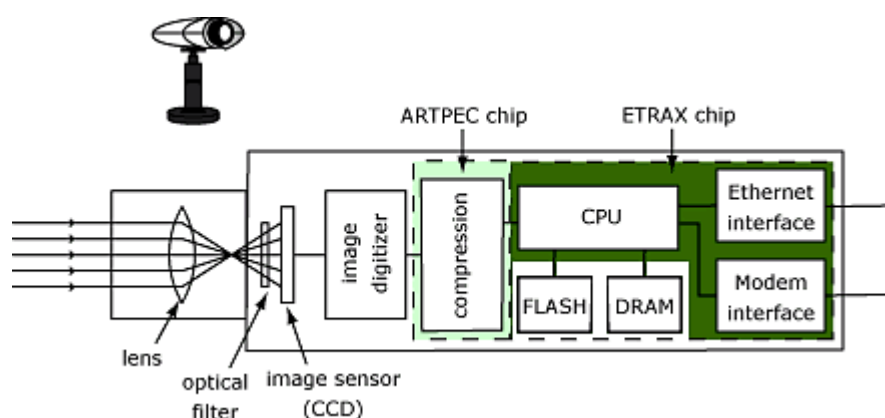 ARTPEC chip
ETRAX chip
image
digitizer
compression
CPU
Ethernet
interface
FLASH
DRAM
Modem
interface
lens
optical
filter
image sensor
(CCD)